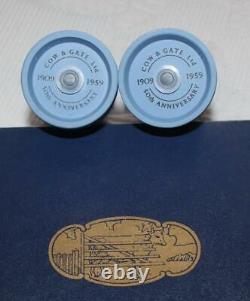 COW & GATE Ltd
1909 1959
50th ANNIVERSARY
COW & GATE Ltd
1909 1959
50th ANNIVERSARY